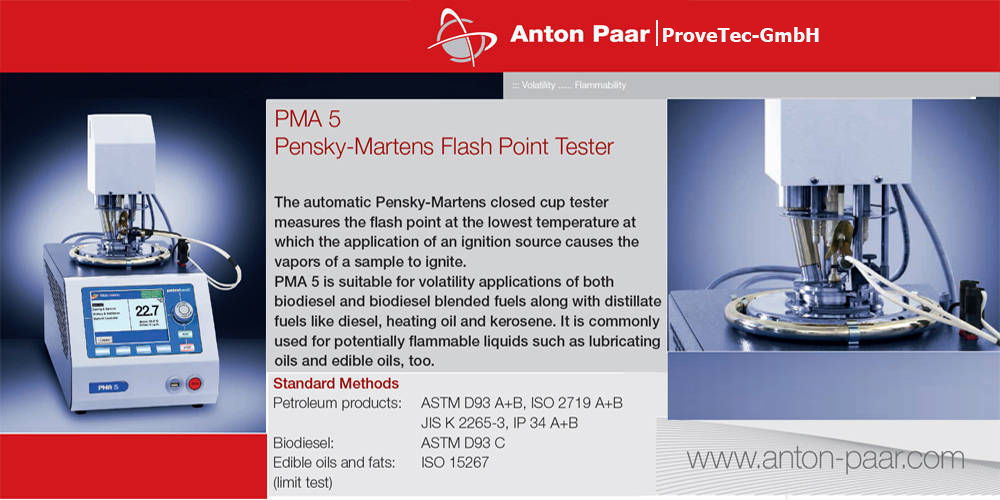 Anton Paar | ProveTec-GmbH
::: Volatility ..... Flammability
PMA 5
Pensky-Martens Flash Point Tester
The automatic Pensky-Martens closed cup tester
measures the flash point at the lowest temperature at
which the application of an ignition source causes the
vapors of a sample to ignite.
PMA 5 is suitable for volatility applications of both
biodiesel and biodiesel blended fuels along with distillate
fuels like diesel, heating oil and kerosene. It is commonly
used for potentially flammable liquids such as lubricating
oils and edible oils, too.
Standard Methods
Petroleum products: ASTM D93 A+B, ISO 2719 A+B
JIS K 2265-3, IP 34 A+B
Biodiesel: ASTM D93 C
Edible oils and fats: ISO 15267
(limit test)
22.7
PMA 5
www.anton-paar.com